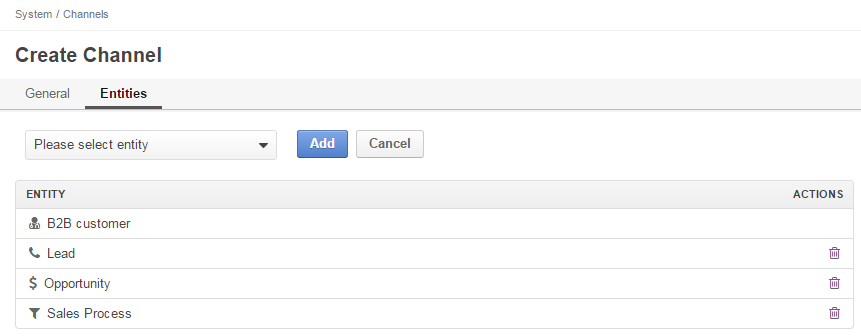 System / Channels
Create Channel
General Entities
Please select entity Add Cancel
ENTITY ACTIONS
B2B customer
Lead
Opportunity
Sales Process